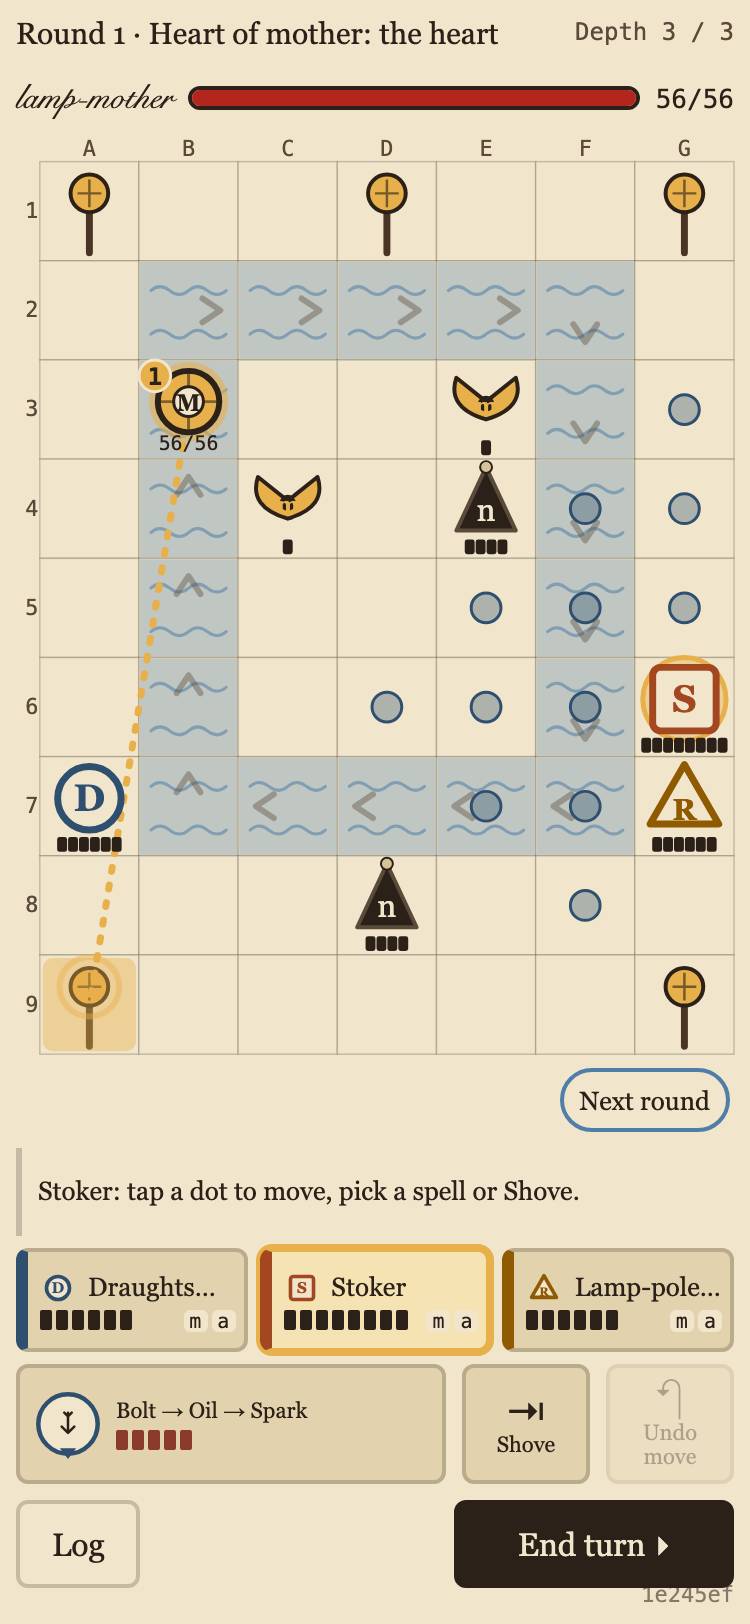 Round 1 · Heart of mother: the heart
Depth 3 / 3
lamp-mother
56/56
A B C D E F G
1
2
3
1
M
56/56
4
n
5
6
S
7
D
R
8
n
9
Next round
Stoker: tap a dot to move, pick a spell or Shove.
D Draughts...
m a
S Stoker
m a
R Lamp-pole...
m a
Bolt → Oil → Spark
Shove
Undo
move
Log
End turn
1e245ef